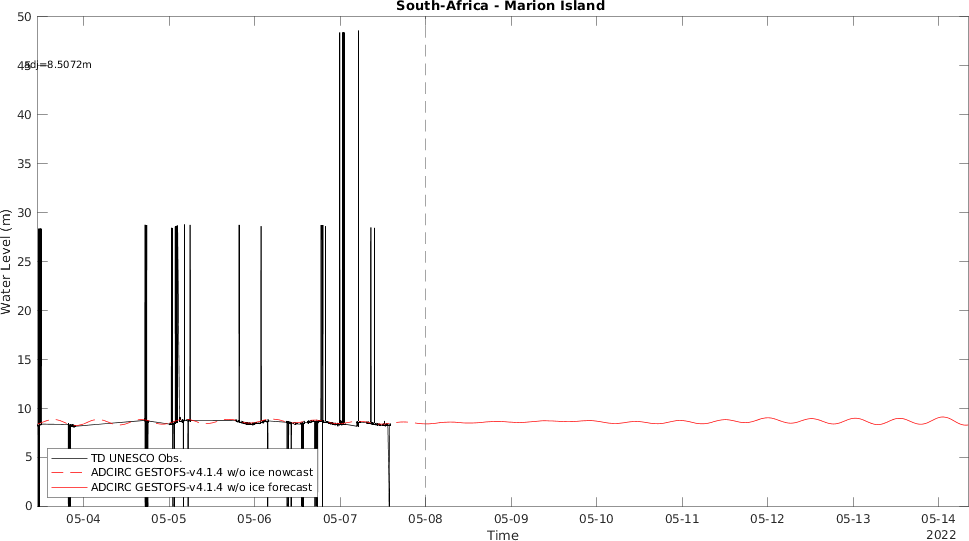 South-Africa - Marion Island
50
45
adj=8.5072m
40
35
30
25
20
15
10
5
0
Water Level (m)
TD UNESCO Obs.
ADCIRC GESTOFS-v4.1.4 w/o ice nowcast
ADCIRC GESTOFS-v4.1.4 w/o ice forecast
05-04 05-05 05-06 05-07 05-08 05-09 05-10 05-11 05-12 05-13 05-14
Time
2022